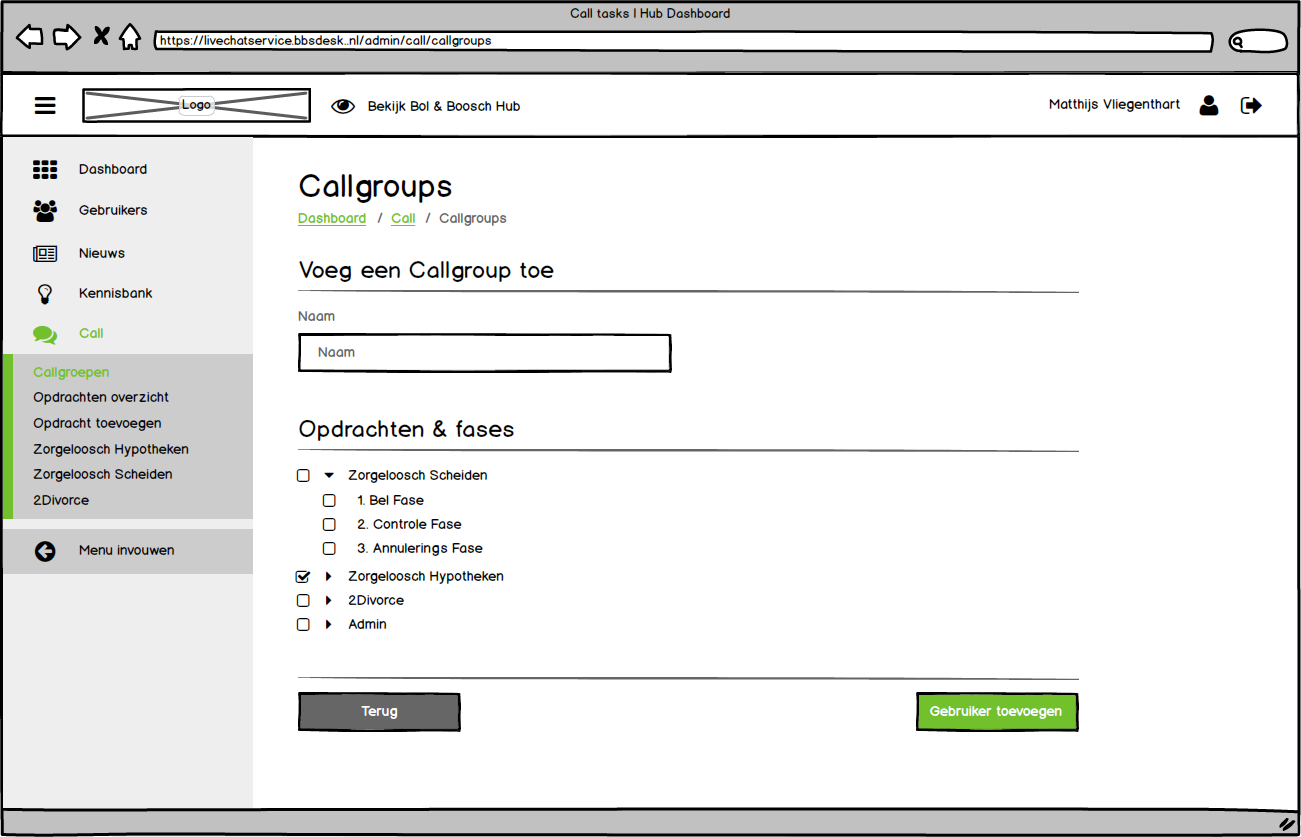 Call tasks | Hub Dashboard
https://livechatservice.bbsdesk..nl/admin/call/callgroups
Logo
Bekijk Bol & Boosch Hub
Matthijs Vliegenthart
Dashboard
Gebruikers
Nieuws
Kennisbank
Call
Callgroepen
Opdrachten overzicht
Opdracht toevoegen
Zorgeloosch Hypotheken
Zorgeloosch Scheiden
2Divorce
Menu invouwen
Callgroups
Dashboard / Call / Callgroups
Voeg een Callgroup toe
Naam
Naam
Opdrachten & fases
Zorgeloosch Scheiden
1. Bel Fase
2. Controle Fase
3. Annulerings Fase
Zorgeloosch Hypotheken
2Divorce
Admin
Terug
Gebruiker toevoegen